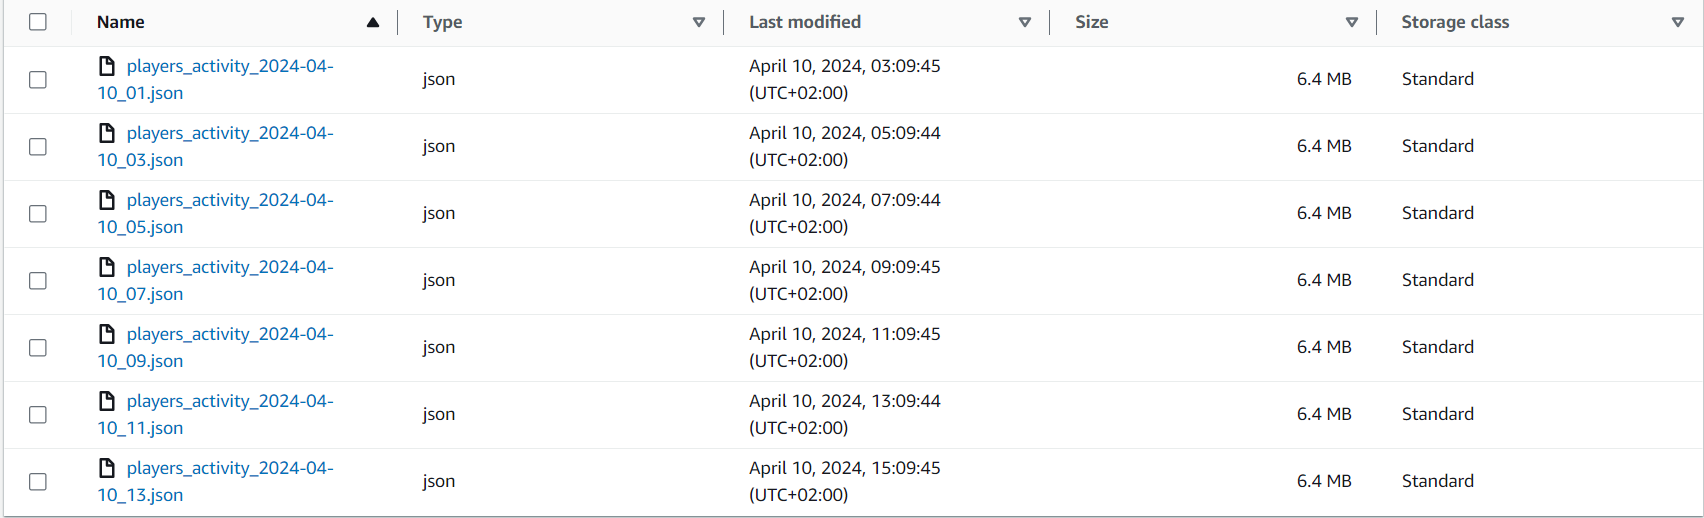 Name Type Last modified Size Storage class
players_activity_2024-04-
10_01.json
json
April 10, 2024, 03:09:45
(UTC+02:00)
6.4 MB
Standard
players_activity_2024-04-
10_03.json
json
April 10, 2024, 05:09:44
(UTC+02:00)
6.4 MB
Standard
players_activity_2024-04-
10_05.json
json
April 10, 2024, 07:09:44
(UTC+02:00)
6.4 MB
Standard
players_activity_2024-04-
10_07.json
json
April 10, 2024, 09:09:45
(UTC+02:00)
6.4 MB
Standard
players_activity_2024-04-
10_09.json
json
April 10, 2024, 11:09:45
(UTC+02:00)
6.4 MB
Standard
players_activity_2024-04-
10_11.json
json
April 10, 2024, 13:09:44
(UTC+02:00)
6.4 MB
Standard
players_activity_2024-04-
10_13.json
json
April 10, 2024, 15:09:45
(UTC+02:00)
6.4 MB
Standard